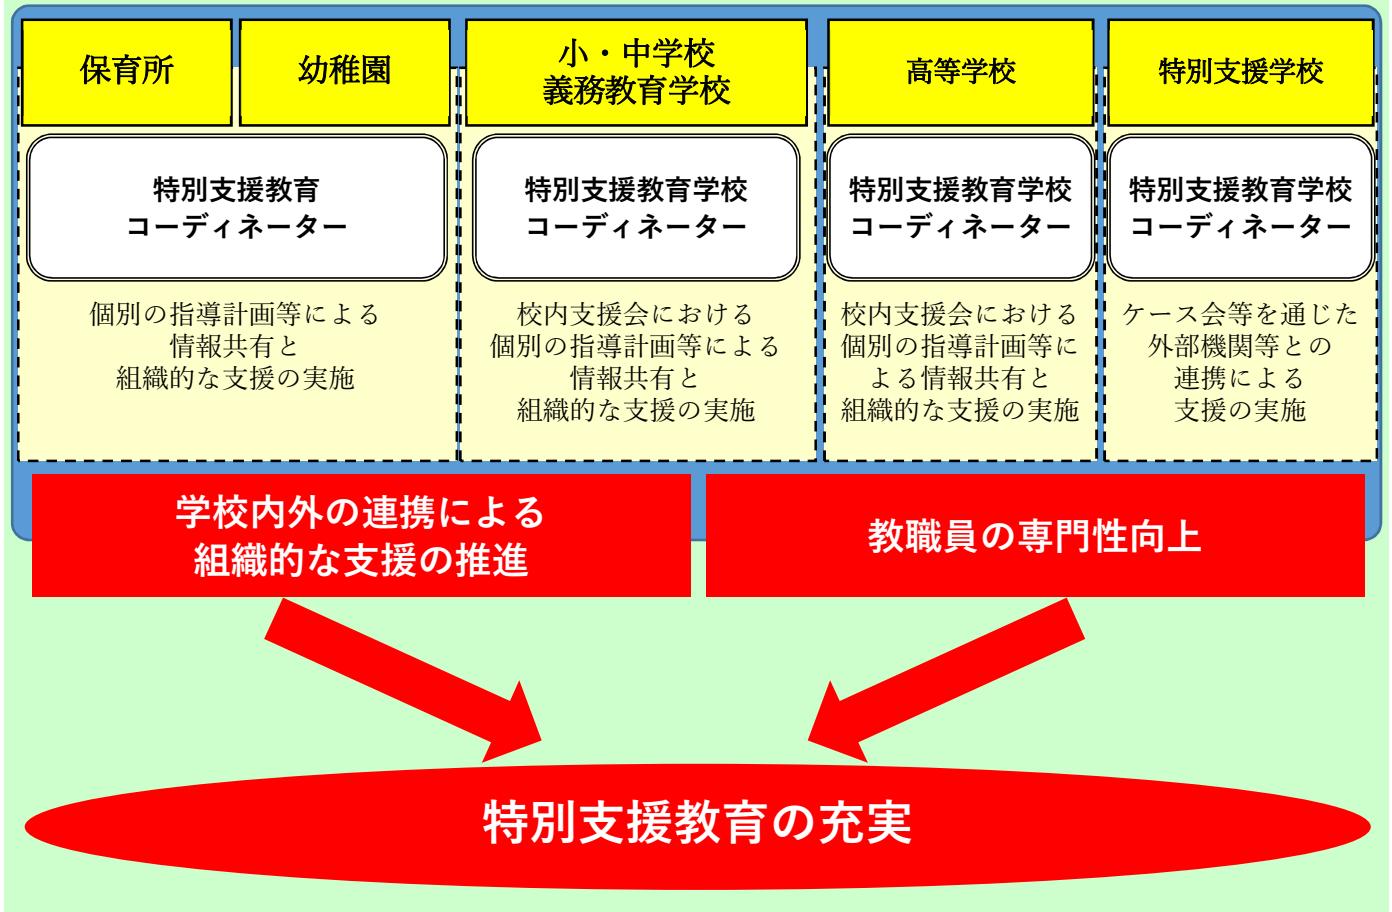 保育所
幼稚園
小・中学校
義務教育学校
高等学校
特別支援学校
特別支援教育
コーディネーター
特別支援教育学校
コーディネーター
特別支援教育学校
コーディネーター
特別支援教育学校
コーディネーター
個別の指導計画等による
情報共有と
組織的な支援の実施
校内支援会における
個別の指導計画等による
情報共有と
組織的な支援の実施
校内支援会における
個別の指導計画等に
よる情報共有と
組織的な支援の実施
ケース会等を通じた
外部機関等との
連携による
支援の実施
学校内外の連携による
組織的な支援の推進
教職員の専門性向上
特別支援教育の充実